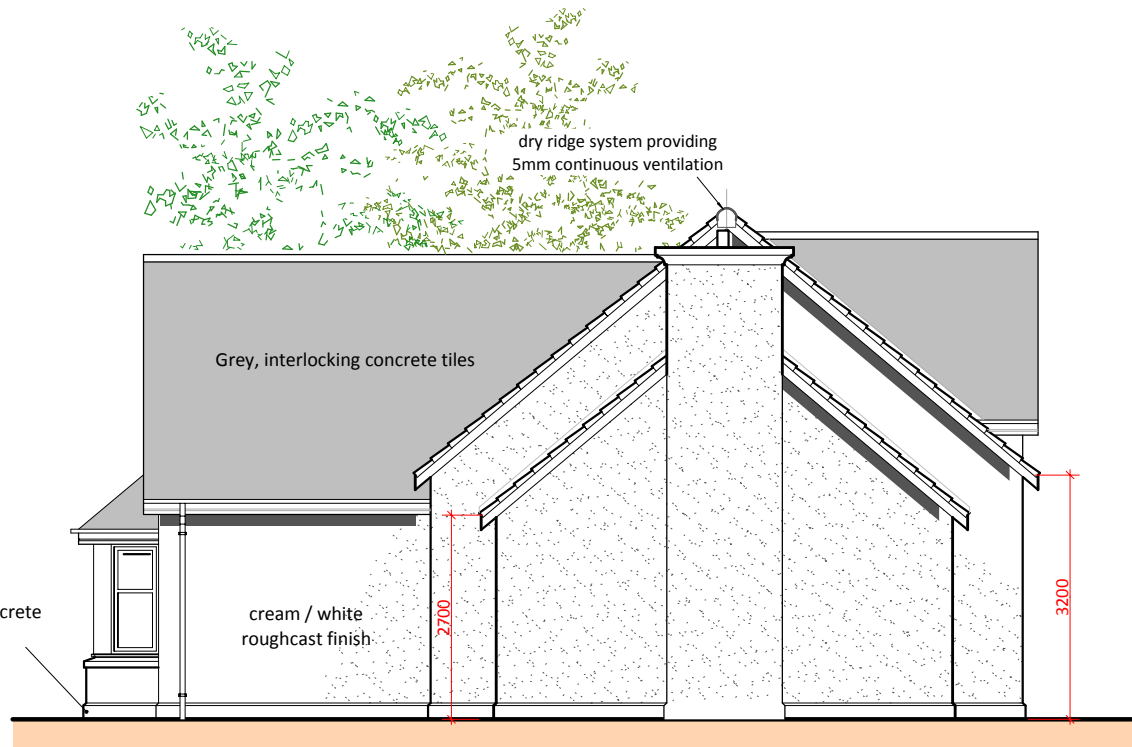 dry ridge system providing
5mm continuous ventilation
Grey, interlocking concrete tiles
crete
cream / white
roughcast finish
2700
3200